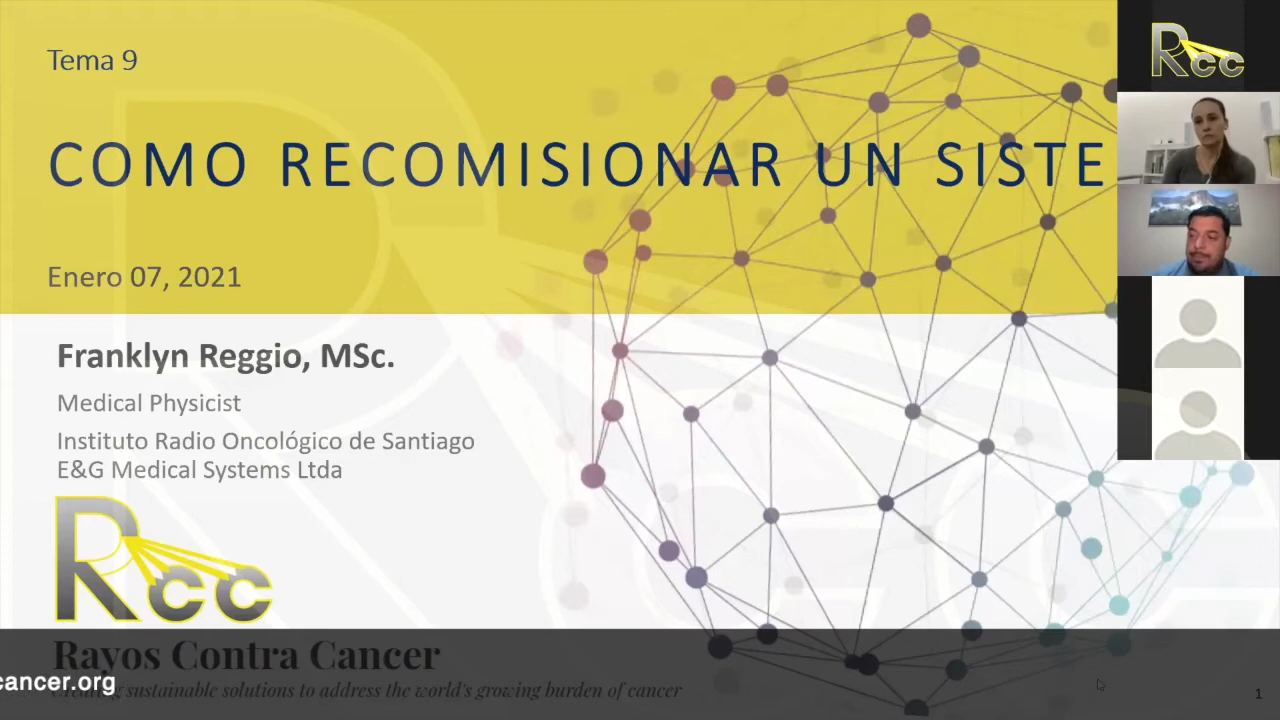 Tema 9
COMO RECOMISIONAR UN SISTE
Enero 07, 2021
Franklyn Reggio, MSc.
Medical Physicist
Instituto Radio Oncológico de Santiago
E&G Medical Systems Ltda
Rcc
Rayos Contra Cancer
cancer.org
sustainable solutions to address the world's growing burden of cancer
1
Rcc